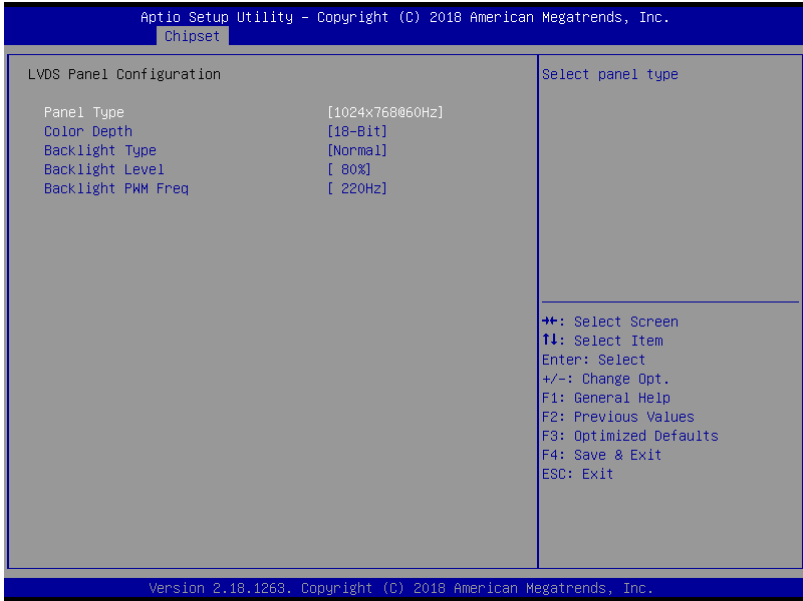 Aptio Setup Utility – Copyright (C) 2018 American Megatrends, Inc.
Chipset
LVDS Panel Configuration
Select panel type
Panel Type [1024x768@60Hz]
Color Depth [18-Bit]
Backlight Type [Normal]
Backlight Level [ 80%]
Backlight PWM Freq [ 220Hz]
→←: Select Screen
↑↓: Select Item
Enter: Select
+/-: Change Opt.
F1: General Help
F2: Previous Values
F3: Optimized Defaults
F4: Save & Exit
ESC: Exit
Version 2.18.1263. Copyright (C) 2018 American Megatrends, Inc.